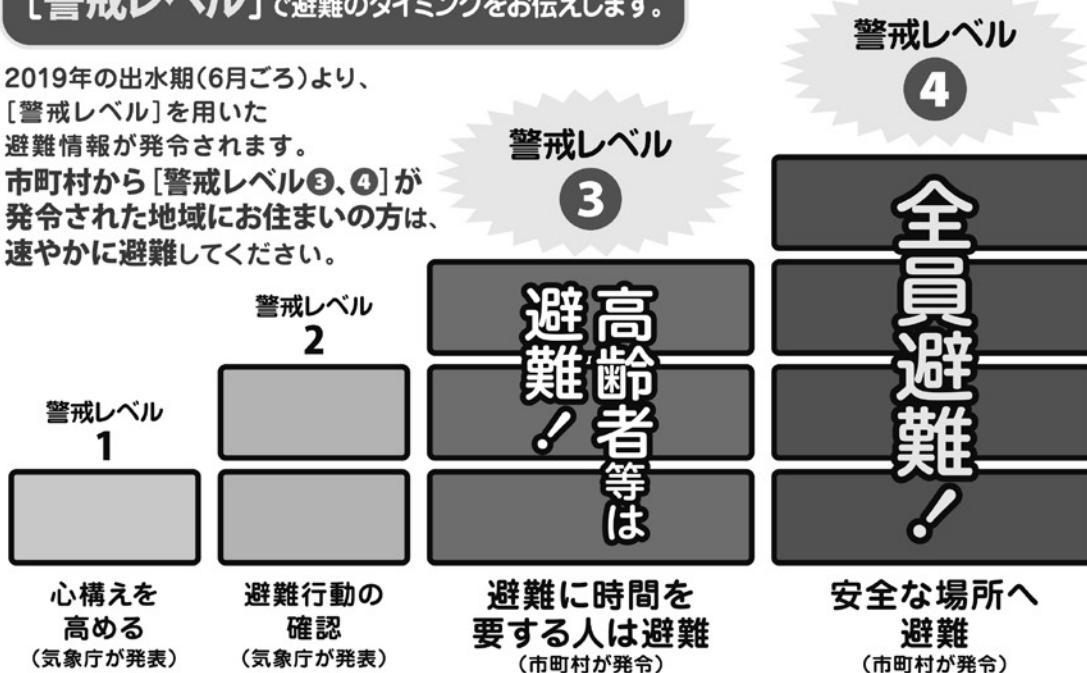 [警戒レベル]で避難のタイミングをお伝えします。
2019年の出水期(6月ごろ)より、
[警戒レベル]を用いた
避難情報が発令されます。
市町村から[警戒レベル❸、❹]が
発令された地域にお住まいの方は、
速やかに避難してください。
警戒レベル
1
心構えを
高める
(気象庁が発表)
警戒レベル
2
避難行動の
確認
(気象庁が発表)
警戒レベル
❸
高齢者等は
避難!
避難に時間を
要する人は避難
(市町村が発令)
警戒レベル
❹
全員避難!
安全な場所へ
避難
(市町村が発令)